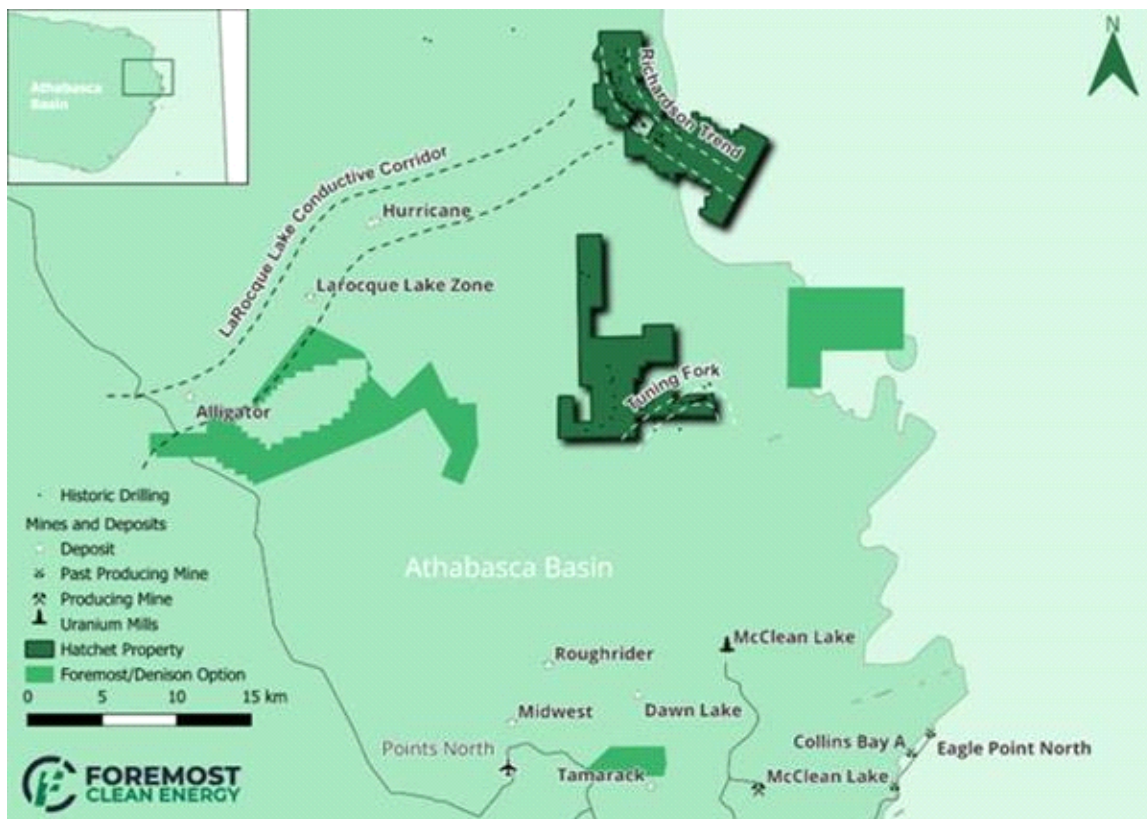 Athabasca
Basin
N
Richardson Trend
LaRocque Lake Conductive Corridor
Hurricane
Larocque Lake Zone
Tuning Fork
Alligator
Historic Drilling
Mines and Deposits
Deposit
Past Producing Mine
Producing Mine
Uranium Mills
Hatchet Property
Foremost/Denison Option
0 5 10 15 km
Athabasca Basin
Roughrider
McClean Lake
Midwest
Dawn Lake
Points North
Collins Bay A
Eagle Point North
Tamarack
McClean Lake
FOREMOST
CLEAN ENERGY